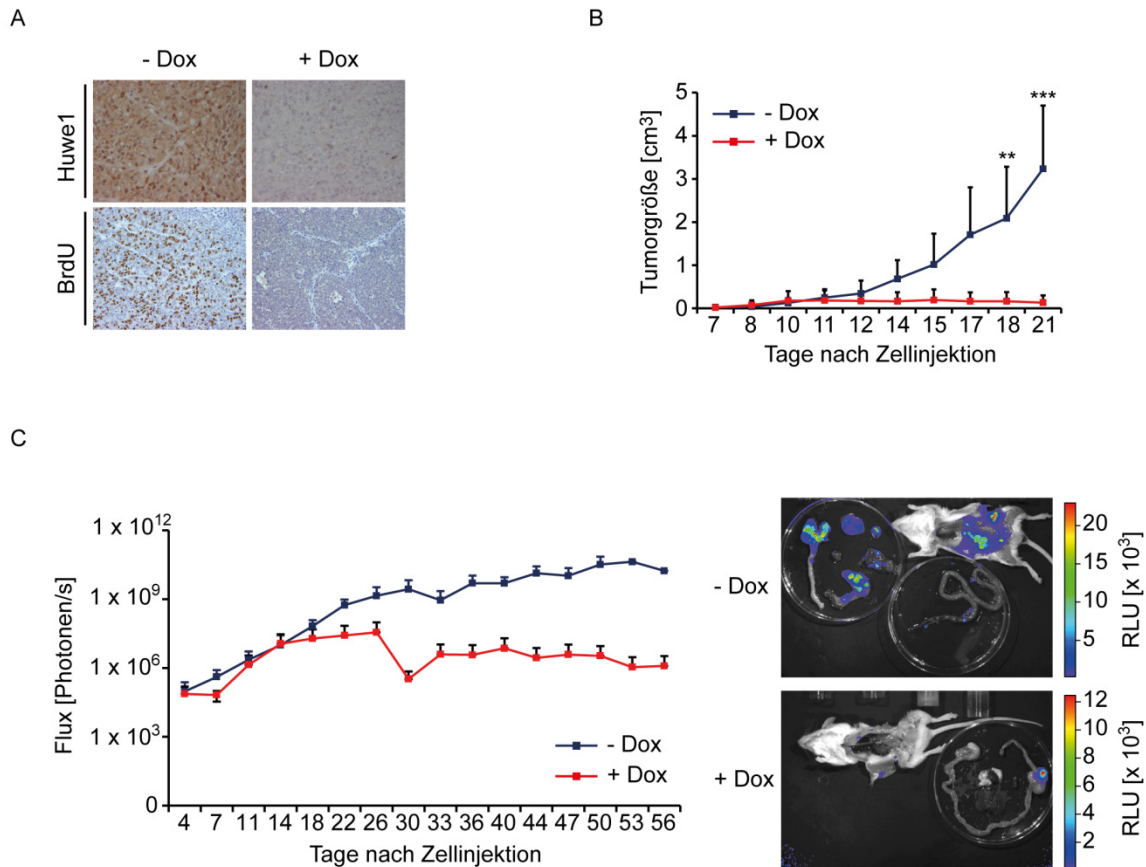 A
- Dox
+ Dox
Huwe1
BrdU
B
Tumorgröße [cm³]
5
4
3
2
1
0
- Dox
+ Dox
**
***
7 8 10 11 12 14 15 17 18 21
Tage nach Zellinjektion
C
Flux [Photonen/s]
1 x 10¹²
1 x 10⁹
1 x 10⁶
1 x 10³
0
- Dox
+ Dox
4 7 11 14 18 22 26 30 33 36 40 44 47 50 53 56
Tage nach Zellinjektion
- Dox
20
15
10
5
RLU [x 10³]
+ Dox
12
10
8
6
4
2
RLU [x 10³]